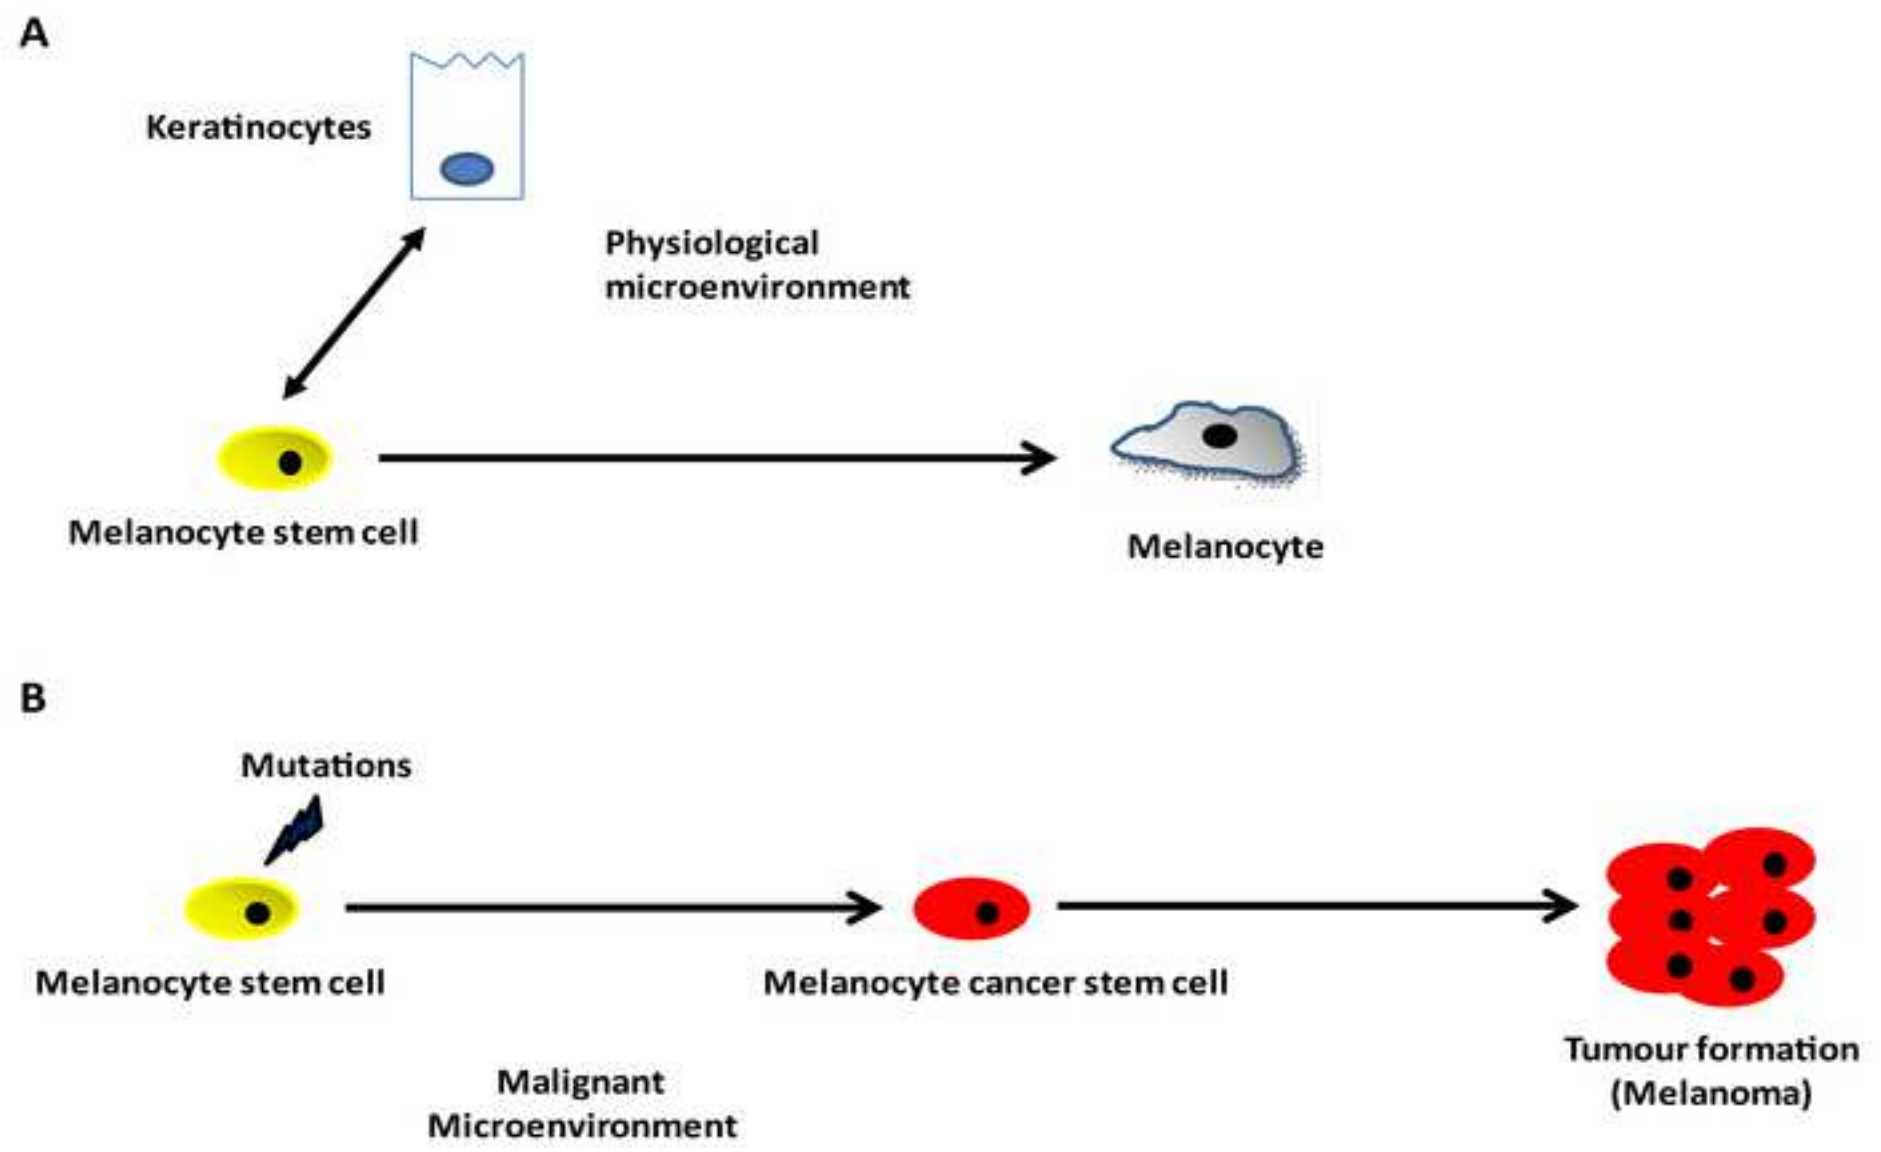 A
Keratinocytes
Physiological
microenvironment
Melanocyte stem cell
Melanocyte
B
Mutations
Melanocyte stem cell
Melanocyte cancer stem cell
Tumour formation
(Melanoma)
Malignant
Microenvironment